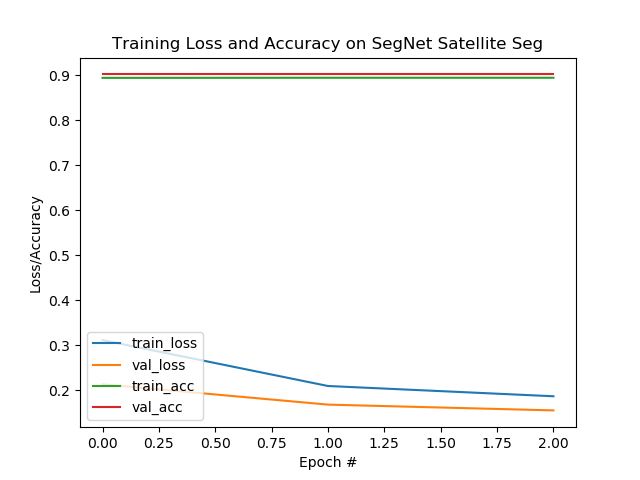 Training Loss and Accuracy on SegNet Satellite Seg
0.9
0.8
0.7
0.6
0.5
0.4
0.3
0.2
Loss/Accuracy
train_loss
val_loss
train_acc
val_acc
0.00 0.25 0.50 0.75 1.00 1.25 1.50 1.75 2.00
Epoch #